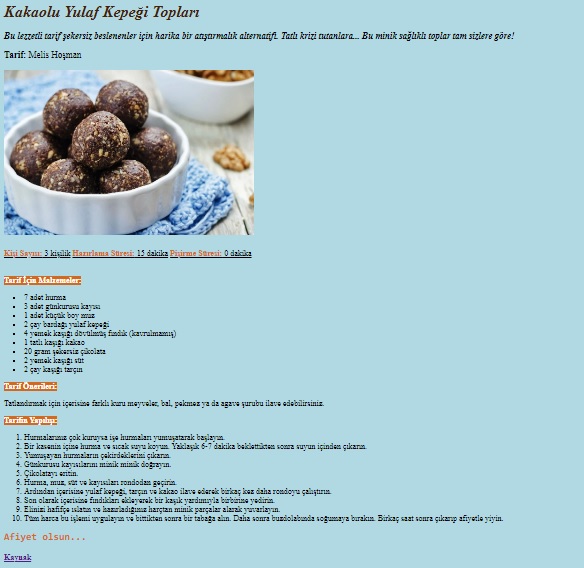 Kakaolu Yulaf Kepeği Topları
Bu lezzetli tarif şekersiz beslenenler için harika bir atıştırmalık alternatifi. Tatlı krizi tutanlara... Bu minik sağlıklı toplar tam sizlere göre!
Tarif: Melis Hoşman
Kişi Sayısı: 3 kişilik Hazırlama Süresi: 15 dakika Pişirme Süresi: 0 dakika
Tarif İçin Malzemeler:
• 7 adet hurma
• 3 adet günkurusu kayısı
• 1 adet küçük boy muz
• 2 çay bardağı yulaf kepeği
• 4 yemek kaşığı dövülmüş fındık (kavrulmamış)
• 1 tatlı kaşığı kakao
• 20 gram şekersiz çikolata
• 2 yemek kaşığı süt
• 2 çay kaşığı tarçın
Tarif Önerileri:
Tatlandırmak için içerisine farklı kuru meyveler, bal, pekmez ya da agave şurubu ilave edebilirsiniz.
Tarifin Yapılışı:
1. Hurmalarınız çok kuruysa işe hurmaları yumuşatarak başlayın.
2. Bir kasenin içine hurma ve sıcak suyu koyun. Yaklaşık 6-7 dakika beklettikten sonra suyun içinden çıkarın.
3. Yumuşayan hurmaların çekirdeklerini çıkarın.
4. Günkurusu kayısılarını minik minik doğrayın.
5. Çikolatayı eritin.
6. Hurma, muz, süt ve kayısıları rondodan geçirin.
7. Ardından içerisine yulaf kepeği, tarçın ve kakao ilave ederek birkaç kez daha rondoyu çalıştırın.
8. Son olarak içerisine fındıkları ekleyerek bir kaşık yardımıyla birbirine yedirin.
9. Elinizi hafifçe ıslatın ve hazırladığınız harçtan minik parçalar alarak yuvarlayın.
10. Tüm harca bu işlemi uygulayın ve bittikten sonra bir tabağa alın. Daha sonra buzdolabında soğumaya bırakın. Birkaç saat sonra çıkarıp afiyetle yiyin.
Afiyet olsun...
Kaynak